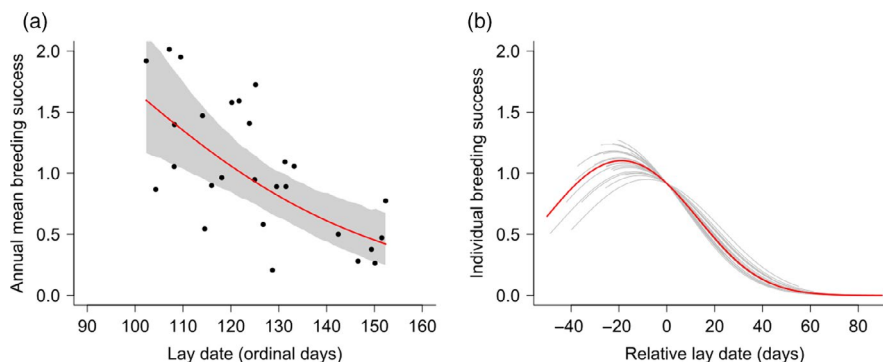 (a)
Annual mean breeding success
2.0
1.5
1.0
0.5
0.0
90 100 110 120 130 140 150 160
Lay date (ordinal days)
(b)
Individual breeding success
2.0
1.5
1.0
0.5
0.0
−40 −20 0 20 40 60 80
Relative lay date (days)